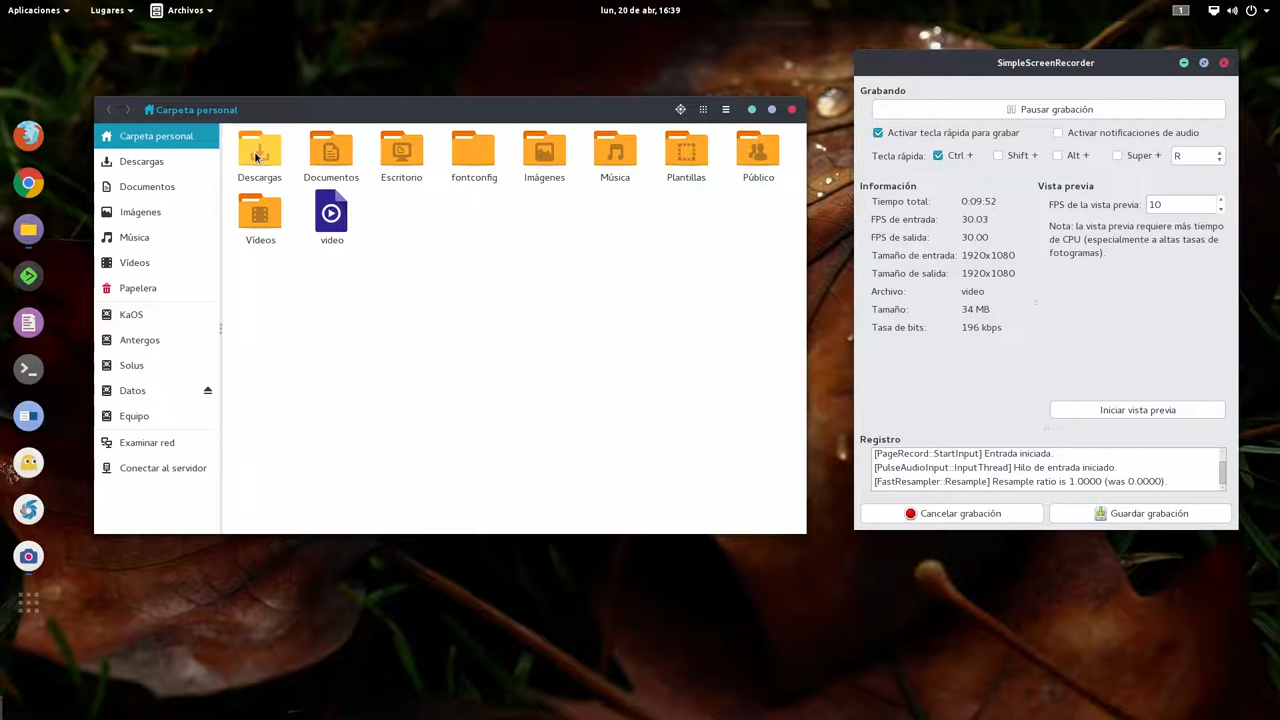 Aplicaciones
Lugares
Archivos
lun, 20 de abr, 16:39
1
Carpeta personal
Carpeta personal
Descargas
Documentos
Imágenes
Música
Vídeos
Papelera
KaOS
Antergos
Solus
Datos
Equipo
Examinar red
Conectar al servidor
Descargas
Documentos
Escritorio
fontconfig
Imágenes
Música
Plantillas
Público
Vídeos
video
SimpleScreenRecorder
Grabando
Pausar grabación
Activar tecla rápida para grabar
Activar notificaciones de audio
Tecla rápida:
Ctrl +
Shift +
Alt +
Super +
R
Información
Tiempo total: 0:09:52
FPS de entrada: 30.03
FPS de salida: 30.00
Tamaño de entrada: 1920x1080
Tamaño de salida: 1920x1080
Archivo: video
Tamaño: 34 MB
Tasa de bits: 196 kbps
Vista previa
FPS de la vista previa: 10
Nota: la vista previa requiere más tiempo
de CPU (especialmente a altas tasas de
fotogramas).
Iniciar vista previa
Registro
[PageRecord::StartInput] Entrada iniciada.
[PulseAudioInput::InputThread] Hilo de entrada iniciado.
[FastResampler::Resample] Resample ratio is 1.0000 (was 0.0000).
Cancelar grabación
Guardar grabación